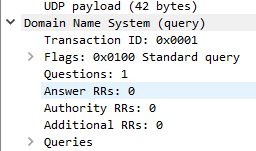 UDP payload (42 bytes)
Domain Name System (query)
Transaction ID: 0x0001
Flags: 0x0100 Standard query
Questions: 1
Answer RRs: 0
Authority RRs: 0
Additional RRs: 0
Queries